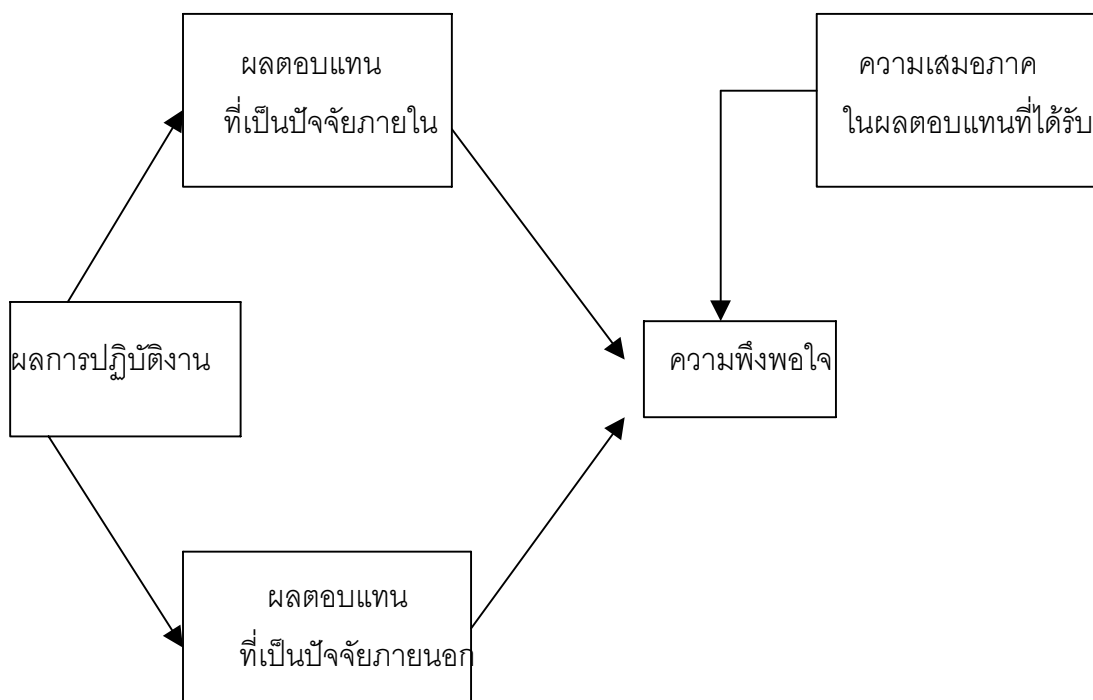 ผลตอบแทน
ที่เป็นปัจจัยภายใน
ความเสมอภาค
ในผลตอบแทนที่ได้รับ
ผลการปฏิบัติงาน
ความพึงพอใจ
ผลตอบแทน
ที่เป็นปัจจัยภายนอก